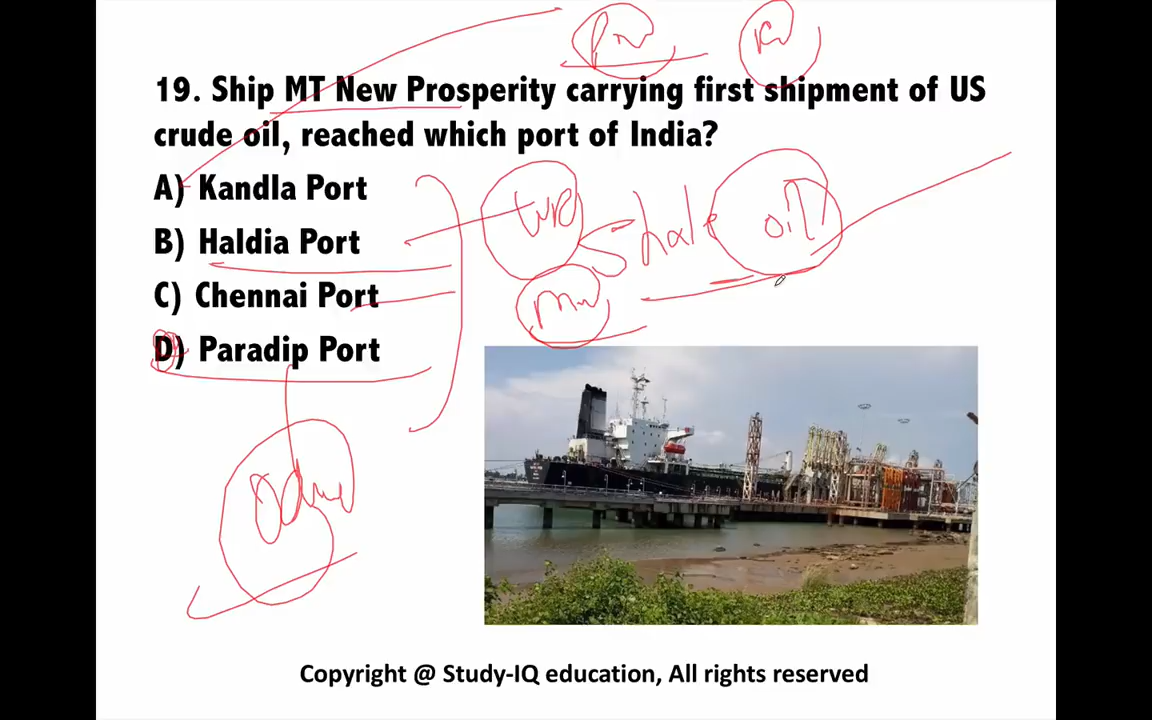 19. Ship MT New Prosperity carrying first shipment of US
crude oil, reached which port of India?
A) Kandla Port
B) Haldia Port
C) Chennai Port
D) Paradip Port
Shale oil
Copyright @ Study-IQ education, All rights reserved